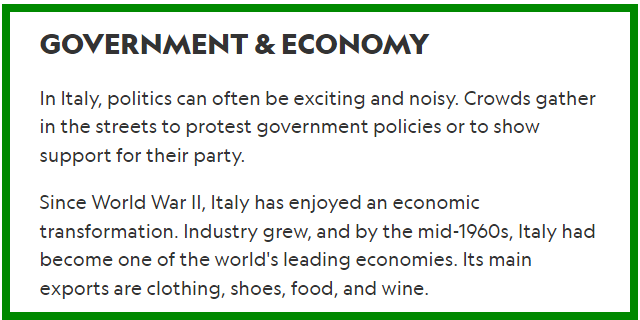 GOVERNMENT & ECONOMY
In Italy, politics can often be exciting and noisy. Crowds gather
in the streets to protest government policies or to show
support for their party.
Since World War II, Italy has enjoyed an economic
transformation. Industry grew, and by the mid-1960s, Italy had
become one of the world's leading economies. Its main
exports are clothing, shoes, food, and wine.